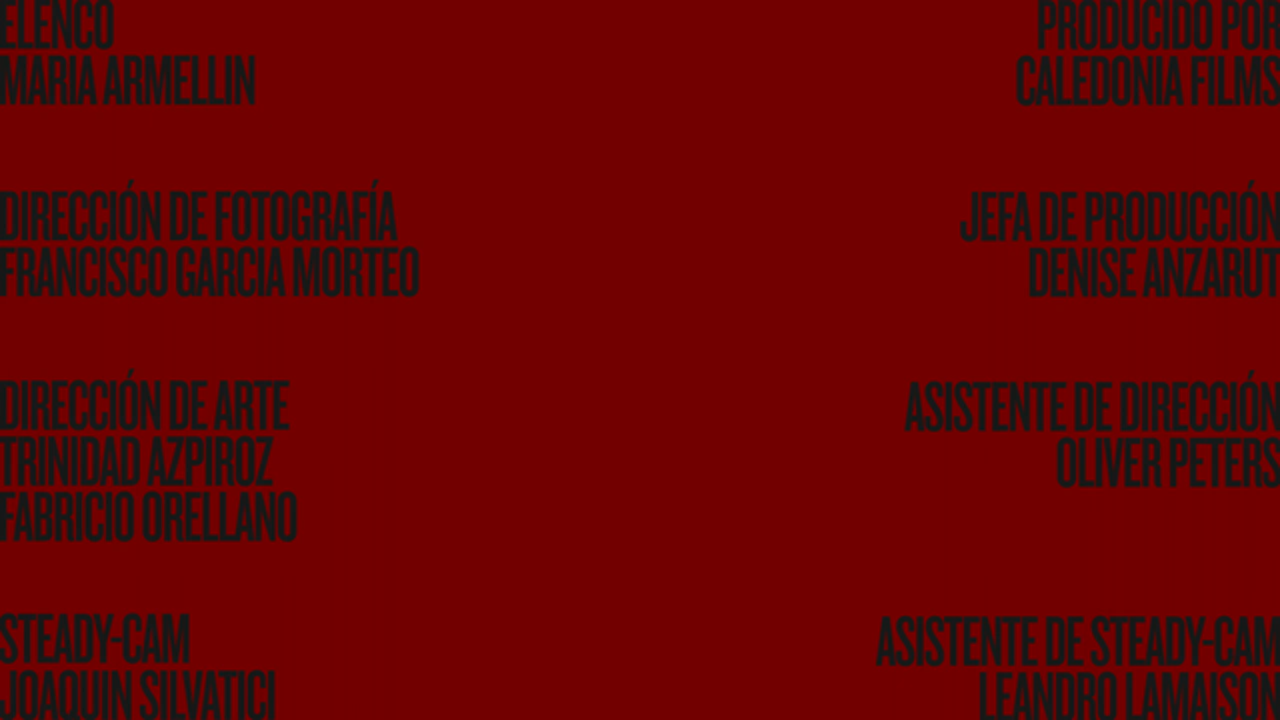 ELENCO
MARIA ARMELLIN
PRODUCIDO POR
CALEDONIA FILMS
DIRECCIÓN DE FOTOGRAFÍA
FRANCISCO GARCIA MORTEO
JEFA DE PRODUCCIÓN
DENISE ANZARUT
DIRECCIÓN DE ARTE
TRINIDAD AZPIROZ
FABRICIO ORELLANO
ASISTENTE DE DIRECCIÓN
OLIVER PETERS
STEADY-CAM
JOAQUIN SILVATICI
ASISTENTE DE STEADY-CAM
LEANDRO LAMAISON